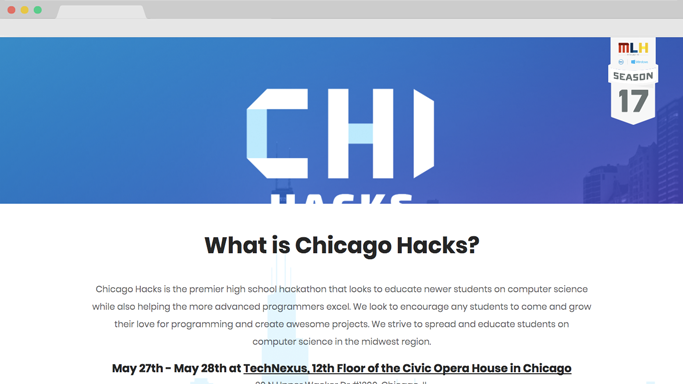 MLH
SEASON
17
CHI
HACKS
What is Chicago Hacks?
Chicago Hacks is the premier high school hackathon that looks to educate newer students on computer science
while also helping the more advanced programmers excel. We look to encourage any students to come and grow
their love for programming and create awesome projects. We strive to spread and educate students on
computer science in the midwest region.
May 27th - May 28th at TechNexus, 12th Floor of the Civic Opera House in Chicago